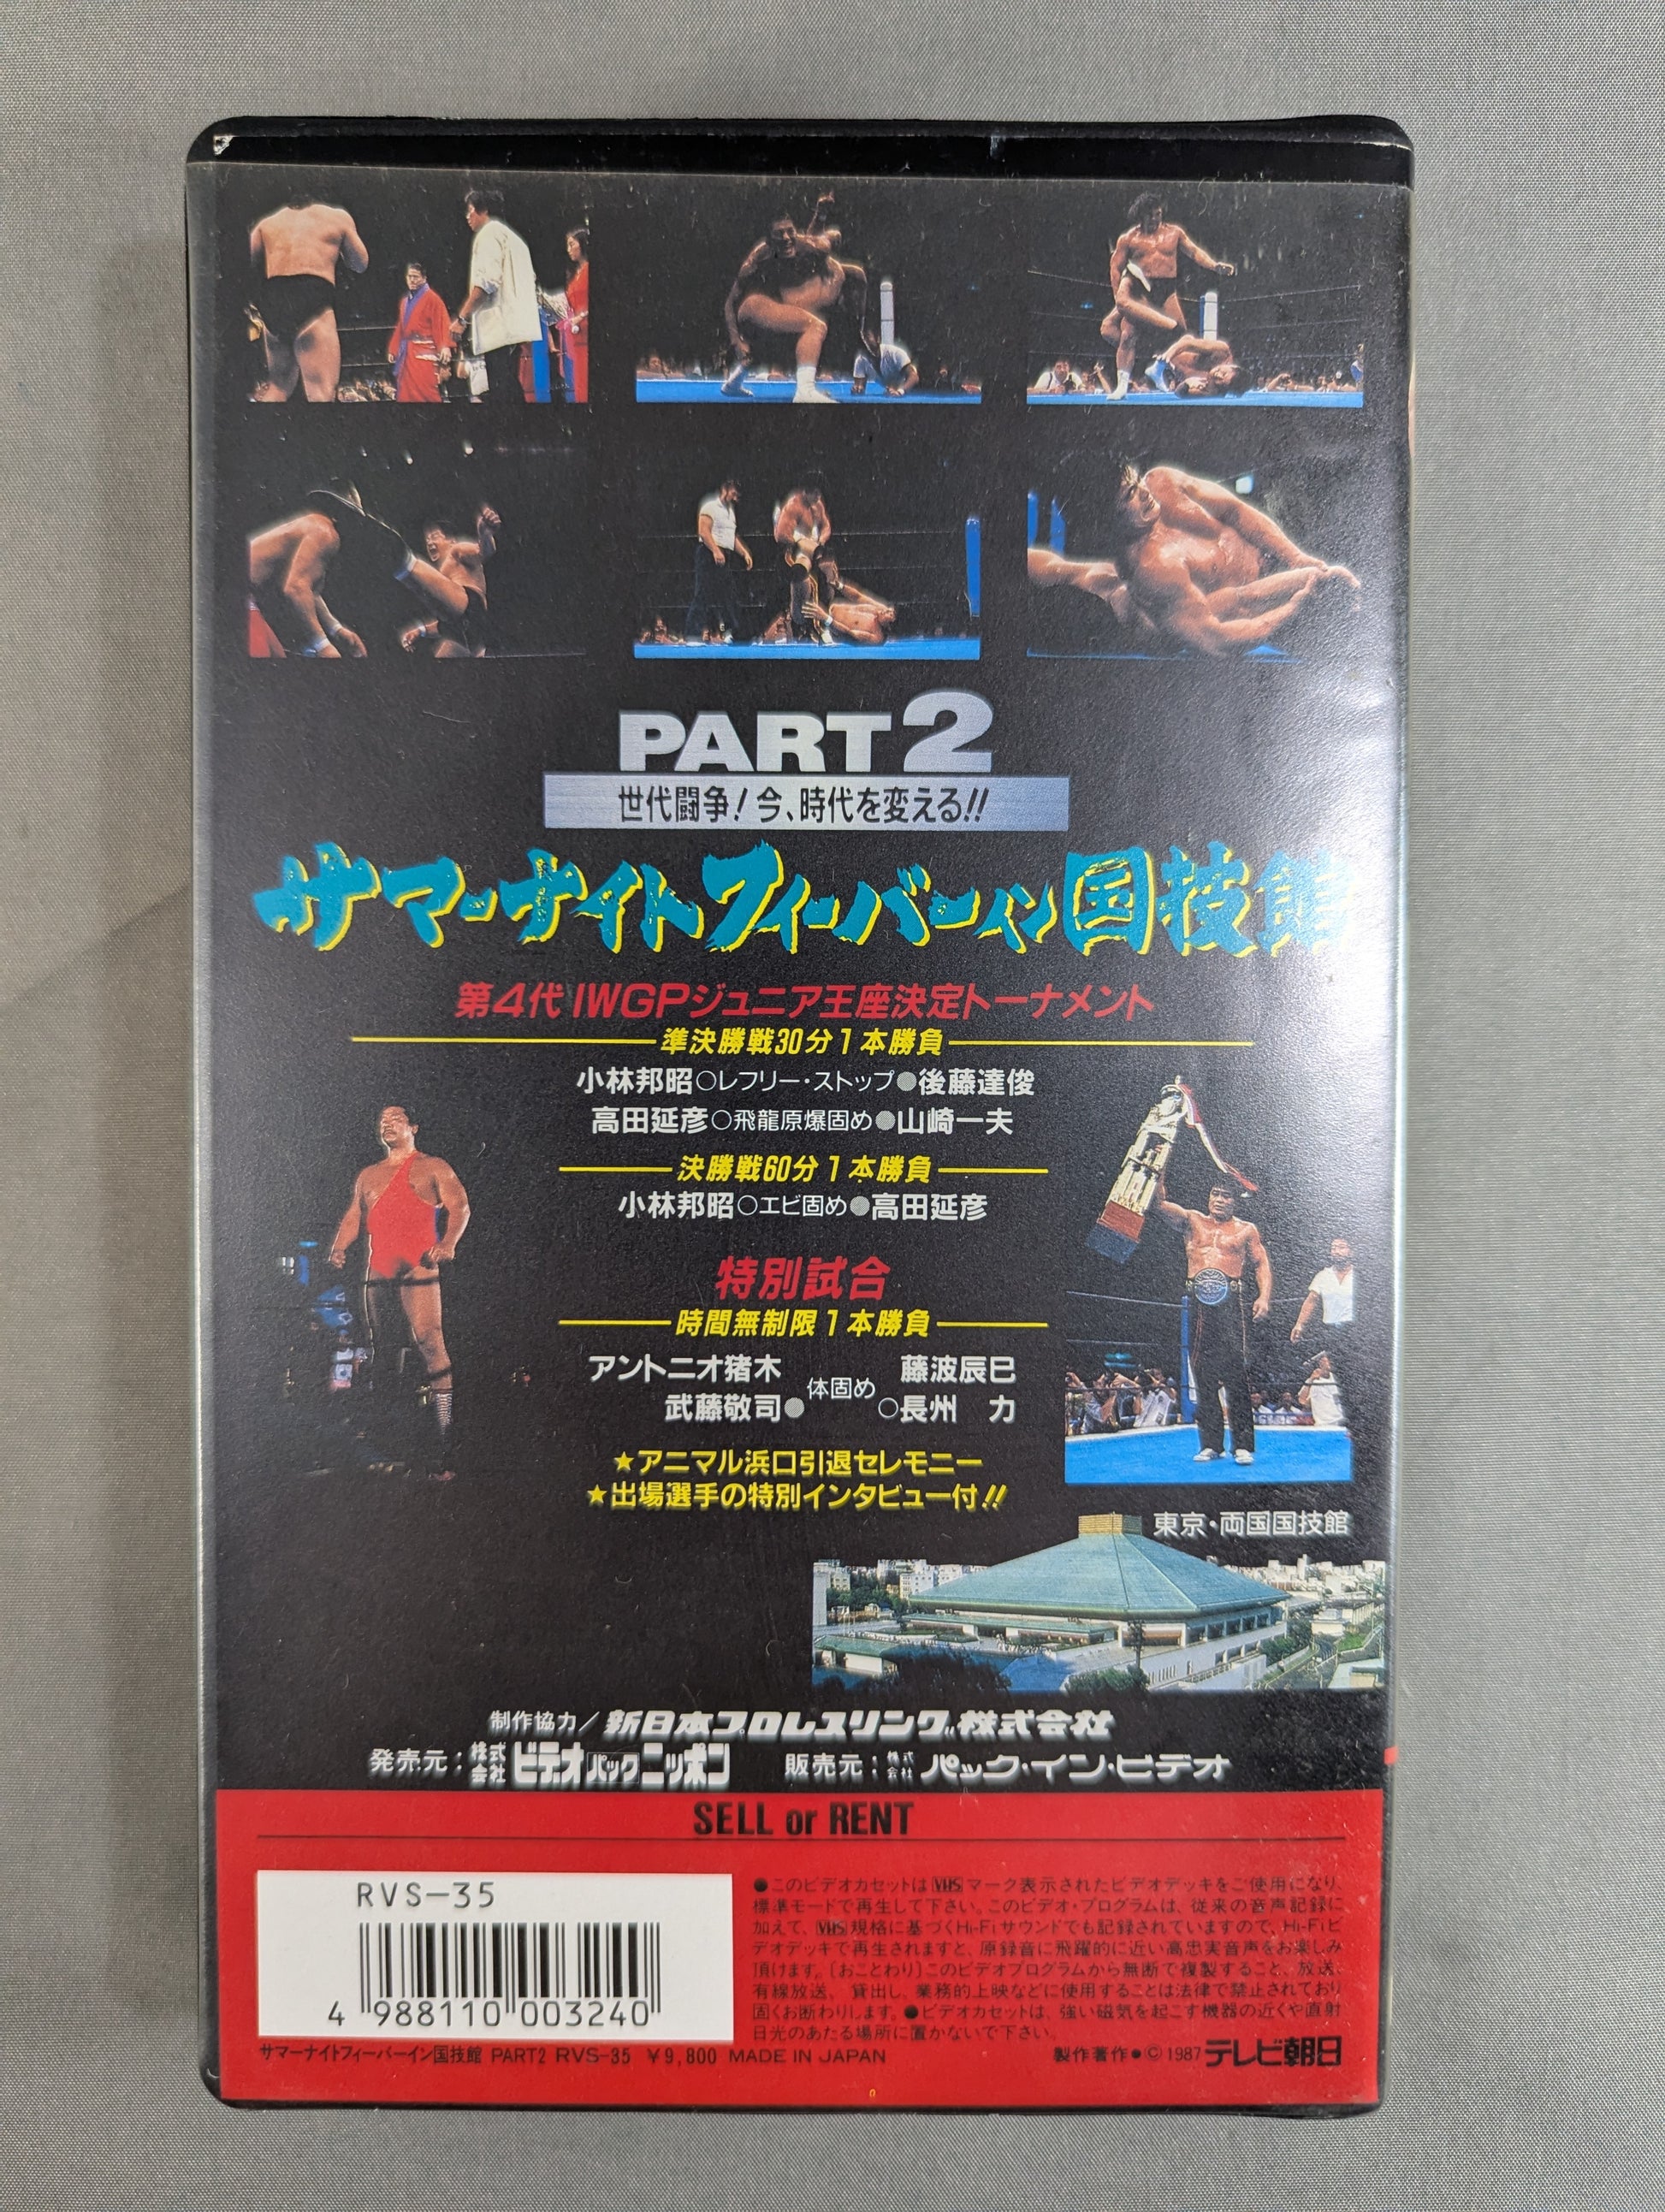 PART2
世代闘争！今、時代を変える!!
サマーナイトフィーバーイン国技館
第4代 IWGPジュニア王座決定トーナメント
準決勝戦30分1本勝負
小林邦昭○レフリー・ストップ●後藤達俊
高田延彦○飛龍原爆固め●山崎一夫
決勝戦60分1本勝負
小林邦昭○エビ固め●高田延彦
特別試合
時間無制限1本勝負
アントニオ猪木 藤波辰巳
体固め
武藤敬司● ○長州 力
★アニマル浜口引退セレモニー
★出場選手の特別インタビュー付!!
東京・両国国技館
制作協力／新日本プロレスリング株式会社
発売元：株式会社ビデオパックニッポン 販売元：株式会社パック・イン・ビデオ
SELL or RENT
RVS-35
4 988110 003240
●このビデオカセットはVHSマーク表示されたビデオデッキをご使用になり、
標準モードで再生して下さい。このビデオ・プログラムは、従来の音声記録に
加えて、VHS規格に基づくHi-Fiサウンドでも記録されていますので、Hi-Fiビ
デオデッキで再生されますと、原録音に飛躍的に近い高忠実音声をお楽しみ
頂けます。〔おことわり〕このビデオプログラムから無断で複製すること、放送、
有線放送、貸出し、業務的上映などに使用することは法律で禁止されており
固くお断わりします。●ビデオカセットは、強い磁気を起こす機器の近くや直射
日光のあたる場所に置かないで下さい。
サマーナイトフィーバーイン国技館 PART2 RVS-35 ¥9,800 MADE IN JAPAN
製作著作●©1987テレビ朝日